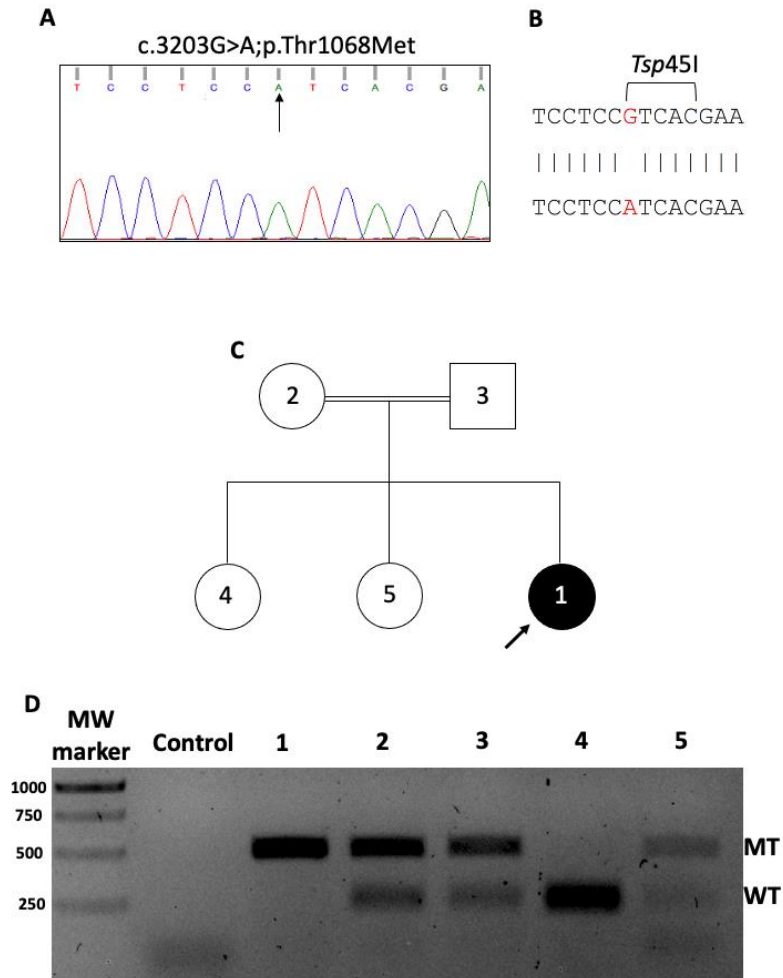 A
c.3203G>A;p.Thr1068Met
T C C T C C A T C A C G A
B
Tsp45I
TCCTCCGTCACGAA
TCCTCCATCACGAA
C
2
3
4
5
1
D
MW
marker
Control
1
2
3
4
5
1000
750
500
250
MT
WT